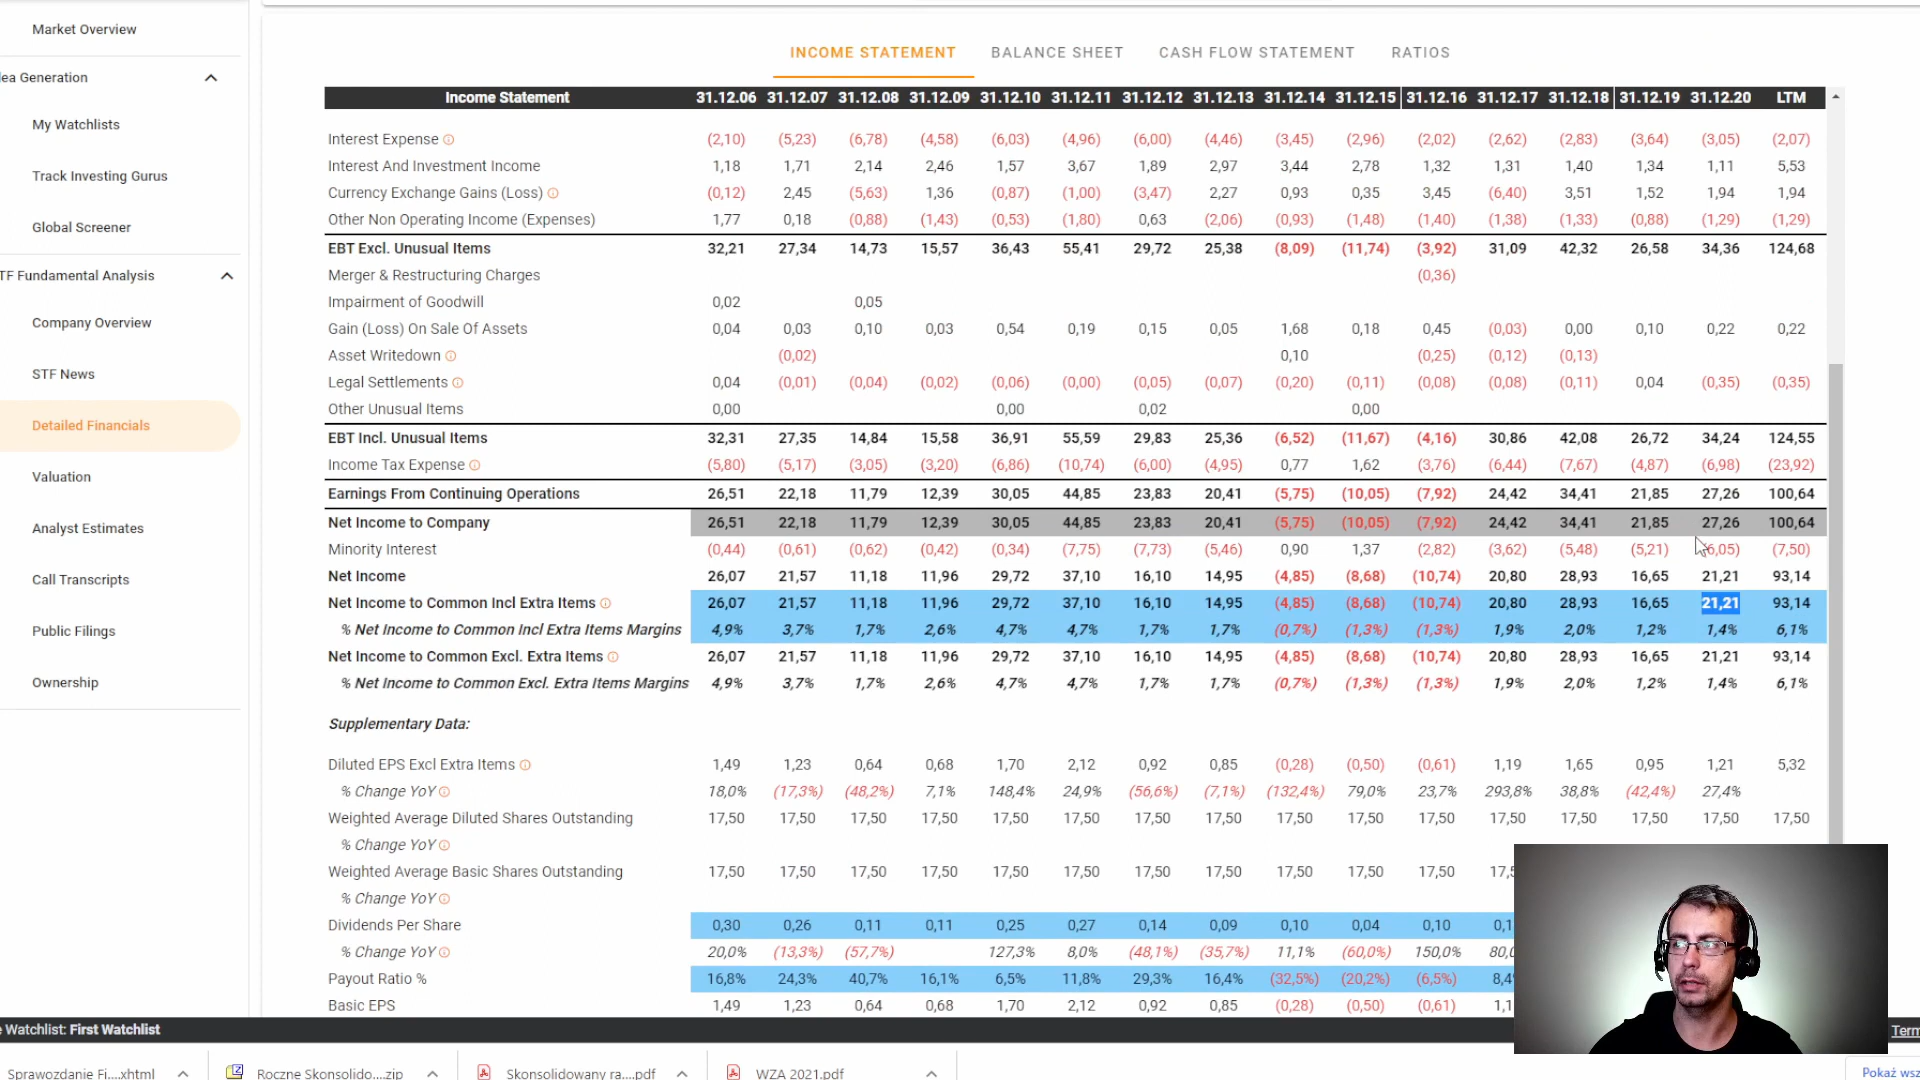 Market Overview
INCOME STATEMENT BALANCE SHEET CASH FLOW STATEMENT RATIOS
ea Generation
Income Statement 31.12.06 31.12.07 31.12.08 31.12.09 31.12.10 31.12.11 31.12.12 31.12.13 31.12.14 31.12.15 31.12.16 31.12.17 31.12.18 31.12.19 31.12.20 LTM
My Watchlists
Interest Expense (2,10) (5,23) (6,78) (4,58) (6,03) (4,96) (6,00) (4,46) (3,45) (2,96) (2,02) (2,62) (2,83) (3,64) (3,05) (2,07)
Interest And Investment Income 1,18 1,71 2,14 2,46 1,57 3,67 1,89 2,97 3,44 2,78 1,32 1,31 1,40 1,34 1,11 5,53
Track Investing Gurus
Currency Exchange Gains (Loss) (0,12) 2,45 (5,63) 1,36 (0,87) (1,00) (3,47) 2,27 0,93 0,35 3,45 (6,40) 3,51 1,52 1,94 1,94
Other Non Operating Income (Expenses) 1,77 0,18 (0,88) (1,43) (0,53) (1,80) 0,63 (2,06) (0,93) (1,48) (1,40) (1,38) (1,33) (0,88) (1,29) (1,29)
Global Screener
EBT Excl. Unusual Items 32,21 27,34 14,73 15,57 36,43 55,41 29,72 25,38 (8,09) (11,74) (3,92) 31,09 42,32 26,58 34,36 124,68
TF Fundamental Analysis
Merger & Restructuring Charges (0,36)
Impairment of Goodwill 0,02 0,05
Company Overview
Gain (Loss) On Sale Of Assets 0,04 0,03 0,10 0,03 0,54 0,19 0,15 0,05 1,68 0,18 0,45 (0,03) 0,00 0,10 0,22 0,22
Asset Writedown (0,02) 0,10 (0,25) (0,12) (0,13)
STF News
Legal Settlements 0,04 (0,01) (0,04) (0,02) (0,06) (0,00) (0,05) (0,07) (0,20) (0,11) (0,08) (0,08) (0,11) 0,04 (0,35) (0,35)
Other Unusual Items 0,00 0,00 0,02 0,00
Detailed Financials
EBT Incl. Unusual Items 32,31 27,35 14,84 15,58 36,91 55,59 29,83 25,36 (6,52) (11,67) (4,16) 30,86 42,08 26,72 34,24 124,55
Income Tax Expense (5,80) (5,17) (3,05) (3,20) (6,86) (10,74) (6,00) (4,95) 0,77 1,62 (3,76) (6,44) (7,67) (4,87) (6,98) (23,92)
Valuation
Earnings From Continuing Operations 26,51 22,18 11,79 12,39 30,05 44,85 23,83 20,41 (5,75) (10,05) (7,92) 24,42 34,41 21,85 27,26 100,64
Net Income to Company 26,51 22,18 11,79 12,39 30,05 44,85 23,83 20,41 (5,75) (10,05) (7,92) 24,42 34,41 21,85 27,26 100,64
Analyst Estimates
Minority Interest (0,44) (0,61) (0,62) (0,42) (0,34) (7,75) (7,73) (5,46) 0,90 1,37 (2,82) (3,62) (5,48) (5,21) 6,05) (7,50)
Net Income 26,07 21,57 11,18 11,96 29,72 37,10 16,10 14,95 (4,85) (8,68) (10,74) 20,80 28,93 16,65 21,21 93,14
Call Transcripts
Net Income to Common Incl Extra Items 26,07 21,57 11,18 11,96 29,72 37,10 16,10 14,95 (4,85) (8,68) (10,74) 20,80 28,93 16,65 21,21 93,14
% Net Income to Common Incl Extra Items Margins 4,9% 3,7% 1,7% 2,6% 4,7% 4,7% 1,7% 1,7% (0,7%) (1,3%) (1,3%) 1,9% 2,0% 1,2% 1,4% 6,1%
Public Filings
Net Income to Common Excl. Extra Items 26,07 21,57 11,18 11,96 29,72 37,10 16,10 14,95 (4,85) (8,68) (10,74) 20,80 28,93 16,65 21,21 93,14
% Net Income to Common Excl. Extra Items Margins 4,9% 3,7% 1,7% 2,6% 4,7% 4,7% 1,7% 1,7% (0,7%) (1,3%) (1,3%) 1,9% 2,0% 1,2% 1,4% 6,1%
Ownership
Supplementary Data:
Diluted EPS Excl Extra Items 1,49 1,23 0,64 0,68 1,70 2,12 0,92 0,85 (0,28) (0,50) (0,61) 1,19 1,65 0,95 1,21 5,32
% Change YoY 18,0% (17,3%) (48,2%) 7,1% 148,4% 24,9% (56,6%) (7,1%) (132,4%) 79,0% 23,7% 293,8% 38,8% (42,4%) 27,4%
Weighted Average Diluted Shares Outstanding 17,50 17,50 17,50 17,50 17,50 17,50 17,50 17,50 17,50 17,50 17,50 17,50 17,50 17,50 17,50 17,50
% Change YoY
Weighted Average Basic Shares Outstanding 17,50 17,50 17,50 17,50 17,50 17,50 17,50 17,50 17,50 17,50 17,50 17,5
% Change YoY
Dividends Per Share 0,30 0,26 0,11 0,11 0,25 0,27 0,14 0,09 0,10 0,04 0,10 0,1
% Change YoY 20,0% (13,3%) (57,7%) 127,3% 8,0% (48,1%) (35,7%) 11,1% (60,0%) 150,0% 80,
Payout Ratio % 16,8% 24,3% 40,7% 16,1% 6,5% 11,8% 29,3% 16,4% (32,5%) (20,2%) (6,5%) 8,4
Basic EPS 1,49 1,23 0,64 0,68 1,70 2,12 0,92 0,85 (0,28) (0,50) (0,61) 1,1
e Watchlist: First Watchlist Term
Sprawozdanie Fi....xhtml Roczne Skonsolido....zip Skonsolidowany ra....pdf WZA 2021.pdf Pokaż wsz